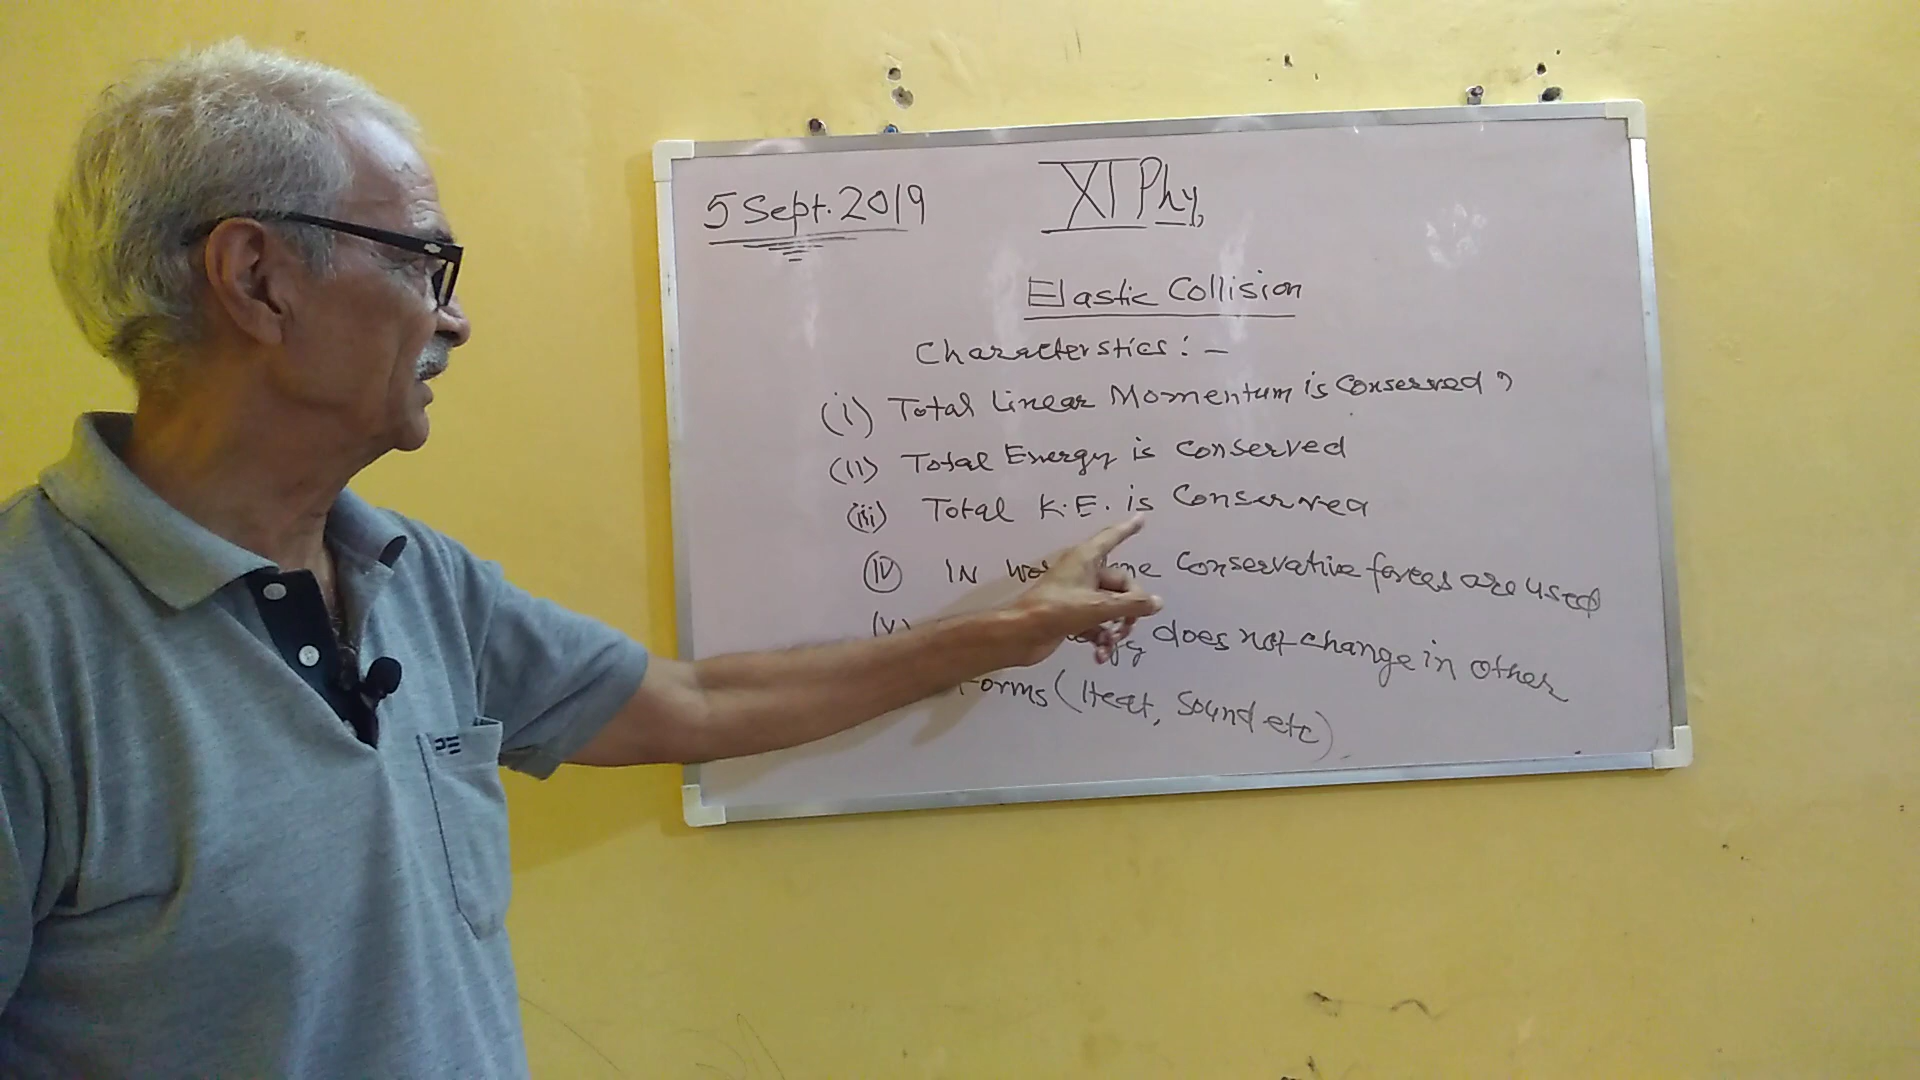 5 Sept. 2019
XI Phy,
Elastic Collision
Characterstics : -
(i) Total Linear Momentum is Conserved ,
(ii) Total Energy is Conserved
(iii) Total K.E. is Conserved
(iv) IN Conservative forces are used
(v) does not change in other
forms (Heat, Sound etc)